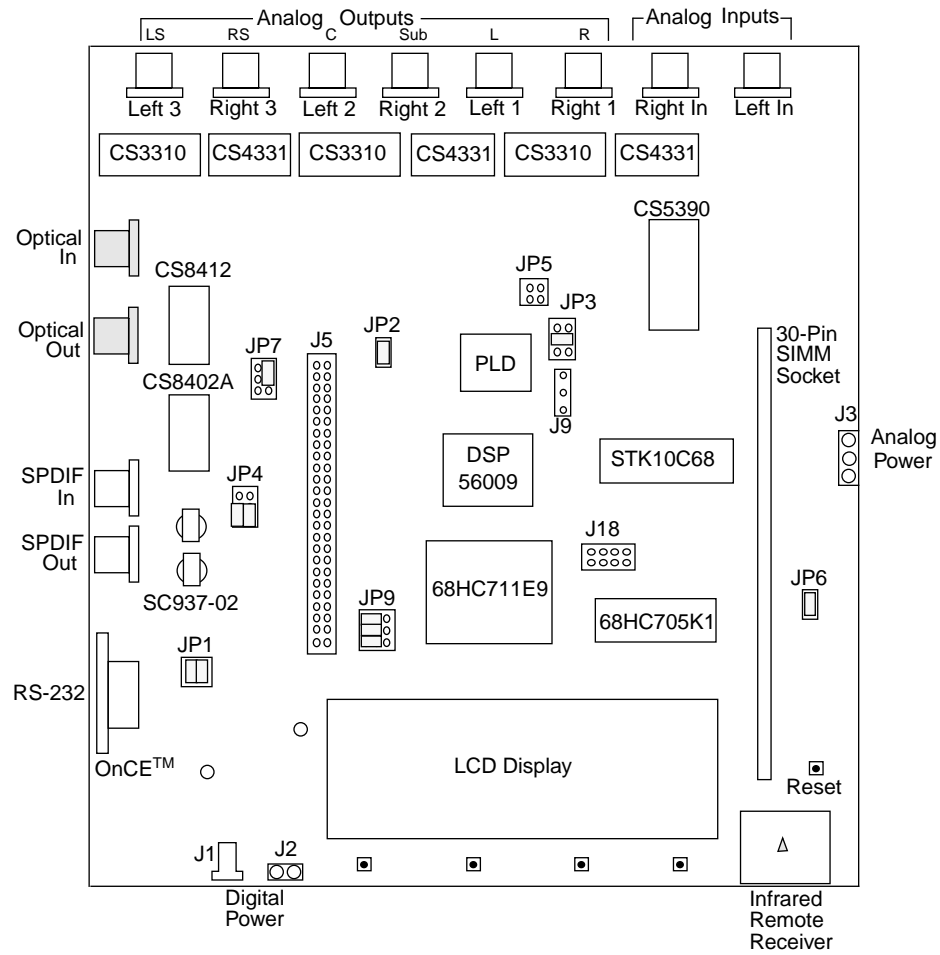 Analog Outputs
Analog Inputs
LS RS C Sub L R
Left 3 Right 3 Left 2 Right 2 Left 1 Right 1 Right In Left In
CS3310 CS4331 CS3310 CS4331 CS3310 CS4331
CS5390
Optical
In
CS8412
JP5
JP3
Optical
Out
JP7
J5
JP2
PLD
30-Pin
SIMM
Socket
CS8402A
J9
J3
Analog
Power
DSP
56009
STK10C68
SPDIF
In
JP4
SPDIF
Out
J18
SC937-02
JP9
68HC711E9
68HC705K1
JP6
JP1
RS-232
OnCE™
LCD Display
Reset
J1
J2
Digital
Power
Infrared
Remote
Receiver